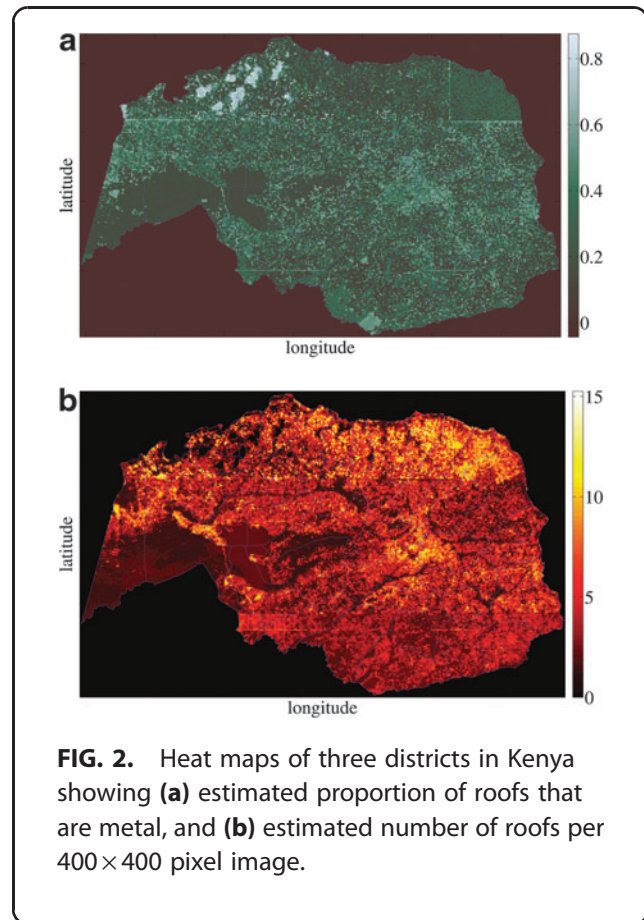 a
0.8
0.6
0.4
0.2
0
latitude
longitude
b
15
10
5
0
latitude
longitude
FIG. 2. Heat maps of three districts in Kenya
showing (a) estimated proportion of roofs that
are metal, and (b) estimated number of roofs per
400×400 pixel image.